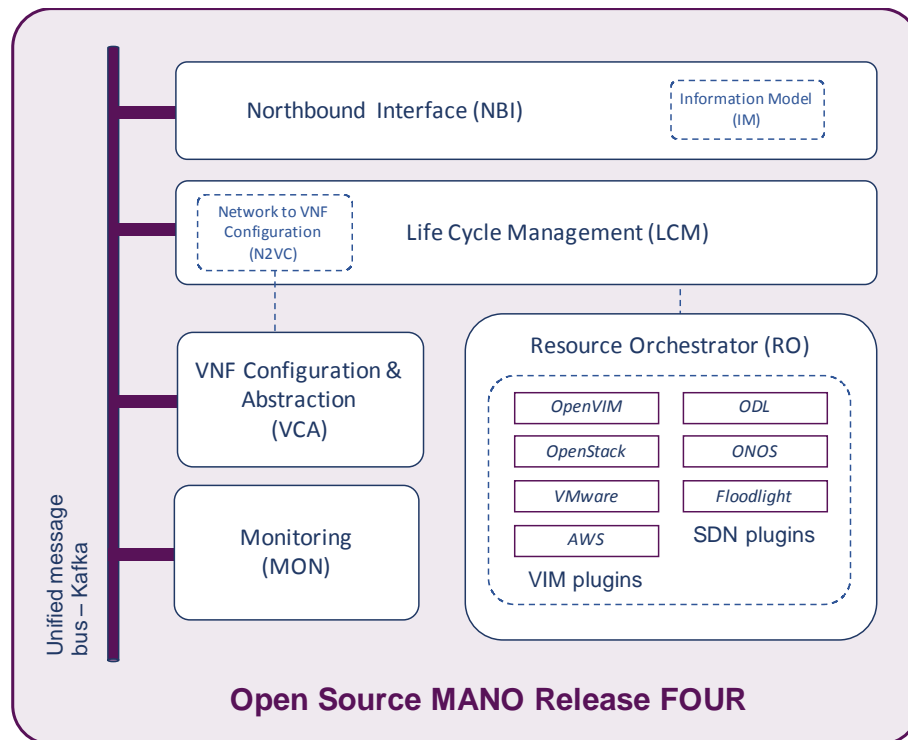 Northbound Interface (NBI)
Information Model
(IM)
Network to VNF
Configuration
(N2VC)
Life Cycle Management (LCM)
VNF Configuration &
Abstraction
(VCA)
Resource Orchestrator (RO)
OpenVIM
OpenStack
VMware
AWS
VIM plugins
ODL
ONOS
Floodlight
SDN plugins
Monitoring
(MON)
Unified message
bus – Kafka
Open Source MANO Release FOUR